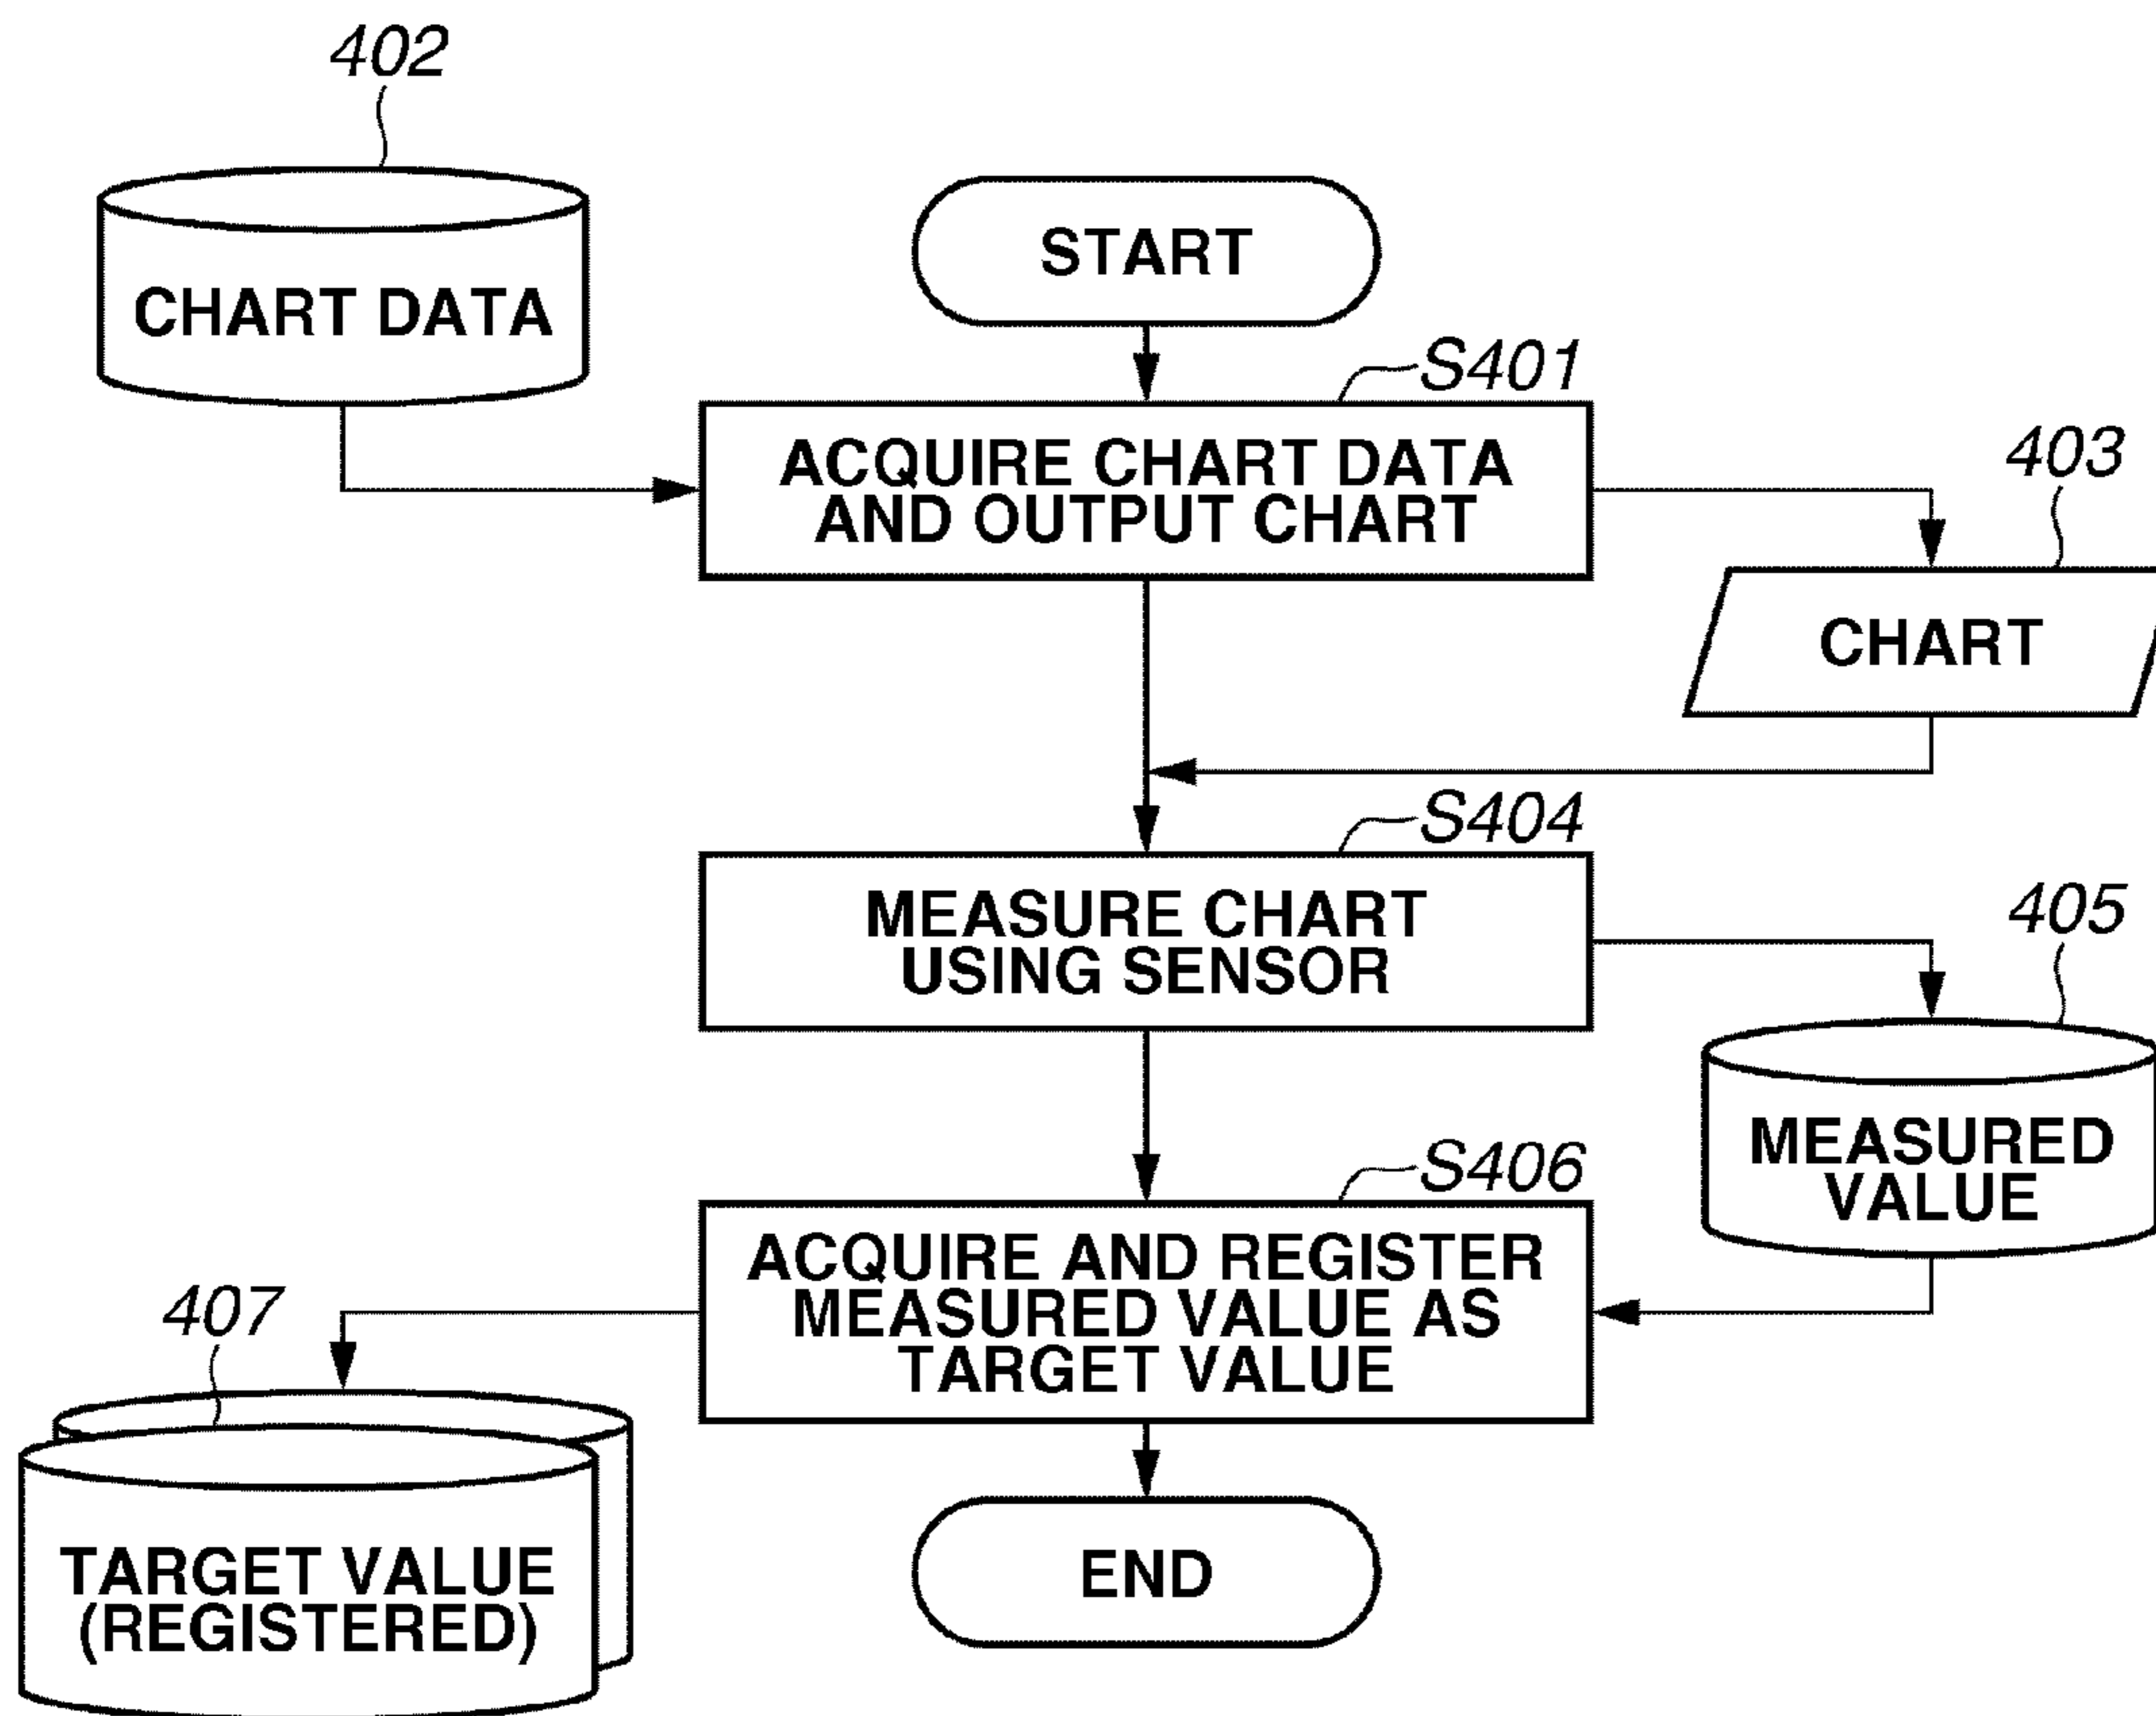 402
CHART DATA
START
S401
ACQUIRE CHART DATA
AND OUTPUT CHART
403
CHART
S404
MEASURE CHART
USING SENSOR
405
MEASURED
VALUE
S406
ACQUIRE AND REGISTER
MEASURED VALUE AS
TARGET VALUE
407
TARGET VALUE
(REGISTERED)
END